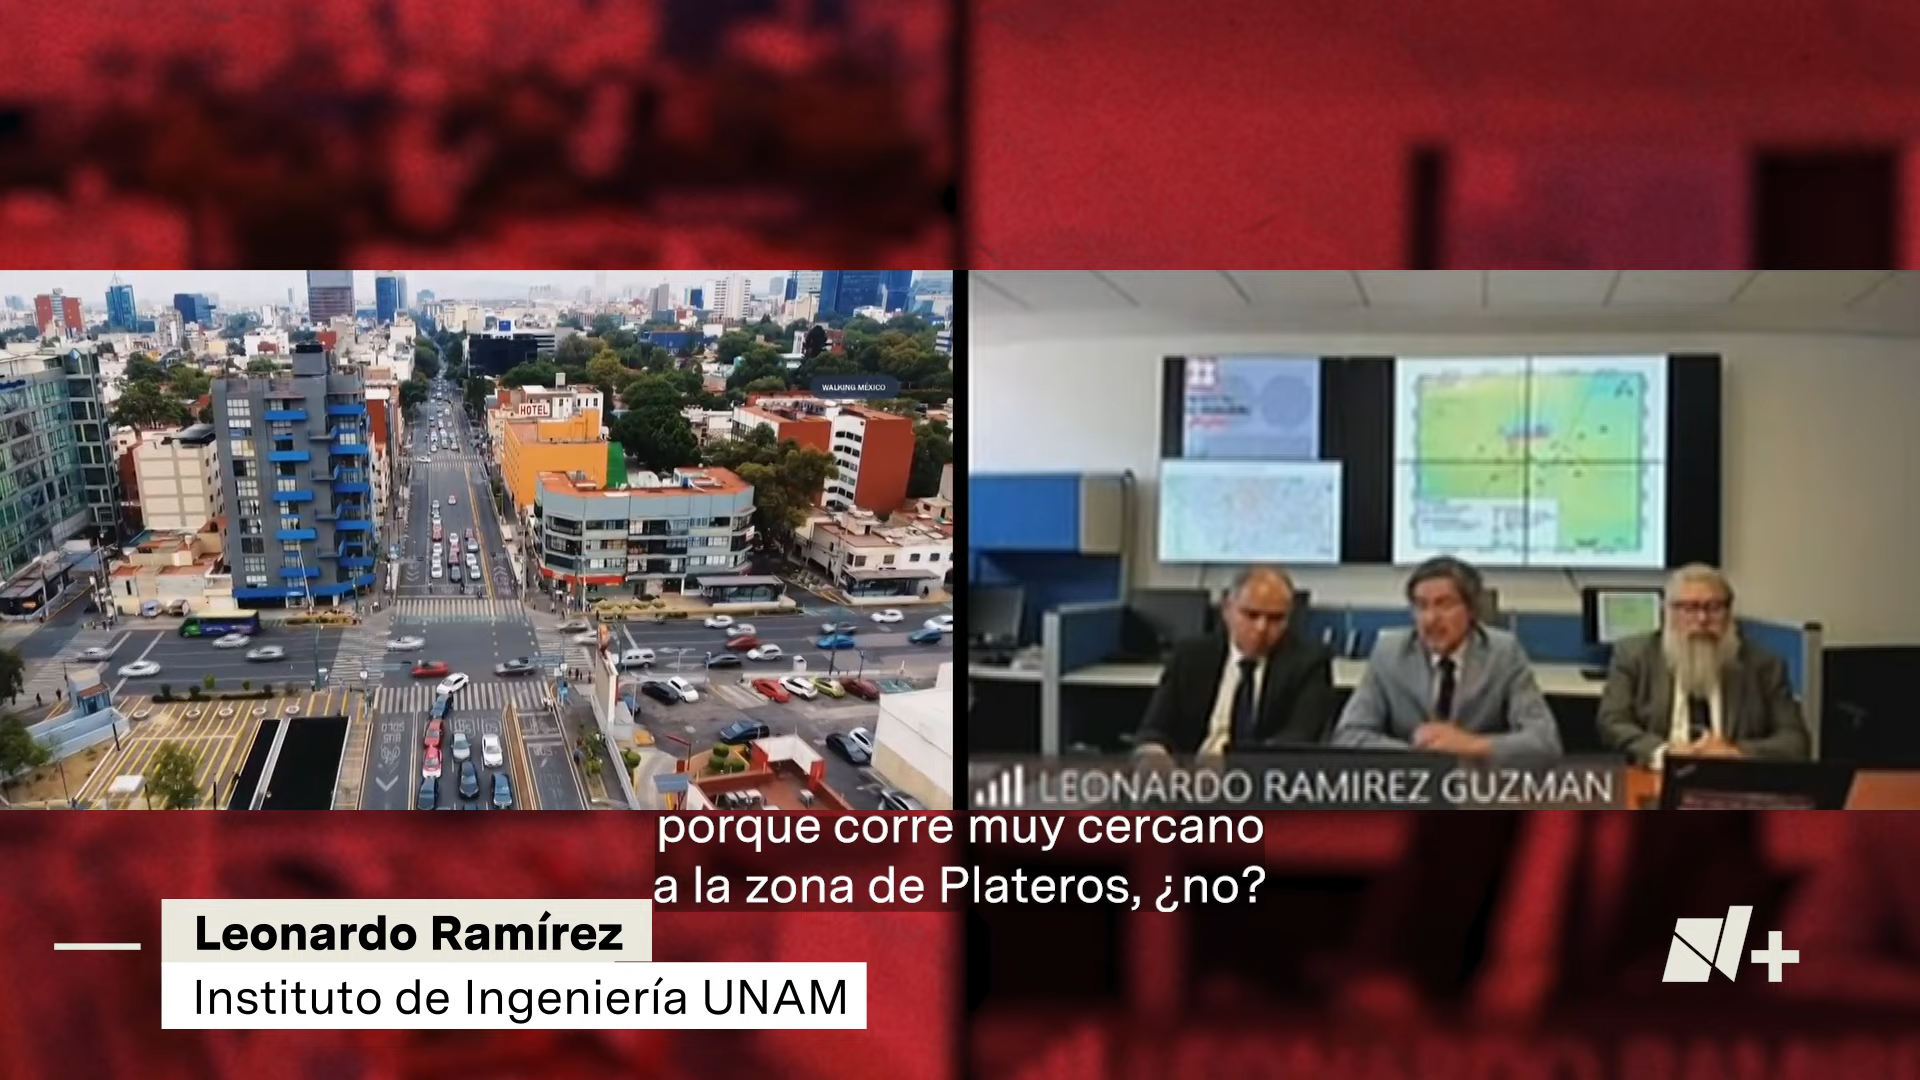 HOTEL
WALKING MÉXICO
LEONARDO RAMIREZ GUZMAN
porque corre muy cercano
a la zona de Plateros, ¿no?
Leonardo Ramírez
Instituto de Ingeniería UNAM
N+